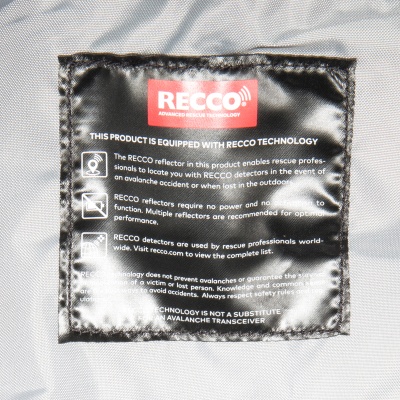 RECCO
ADVANCED RESCUE TECHNOLOGY
THIS PRODUCT IS EQUIPPED WITH RECCO TECHNOLOGY
The RECCO reflector in this product enables rescue profes-
sionals to locate you with RECCO detectors in the event of
an avalanche accident or when lost in the outdoors.
RECCO reflectors require no power and no
function. Multiple reflectors are recommended for optimal
performance.
RECCO detectors are used by rescue professionals world-
wide. Visit recco.com to view the complete list.
RECCO technology does not prevent avalanches or guarantee the
of a victim or lost person. Knowledge and common
are to avoid accidents. Always respect safety rules and
TECHNOLOGY IS NOT A SUBSTITUTE
AN AVALANCHE TRANSCEIVER